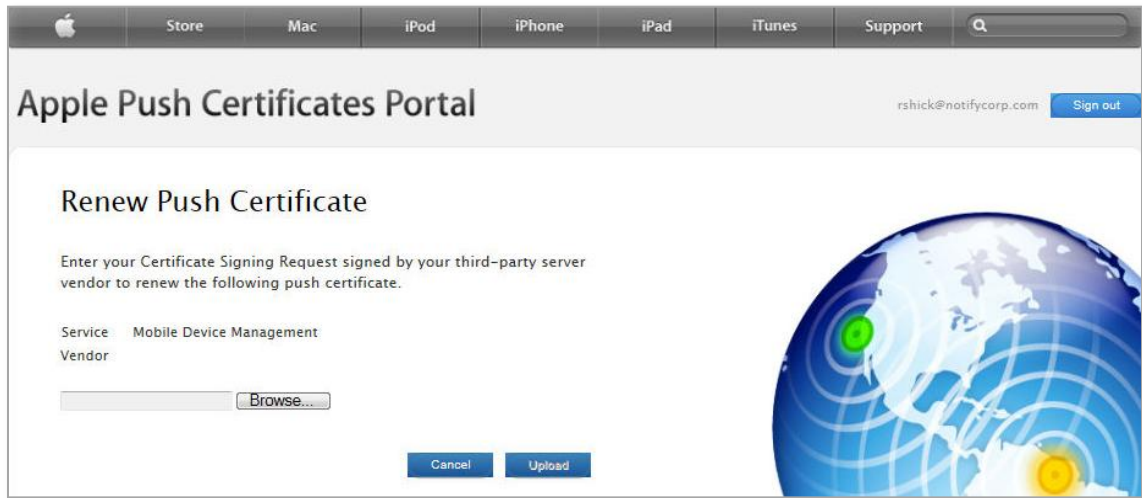 Store Mac iPod iPhone iPad iTunes Support
Apple Push Certificates Portal
rshick@notifycorp.com Sign out
Renew Push Certificate
Enter your Certificate Signing Request signed by your third-party server
vendor to renew the following push certificate.
Service Mobile Device Management
Vendor
Browse...
Cancel Upload